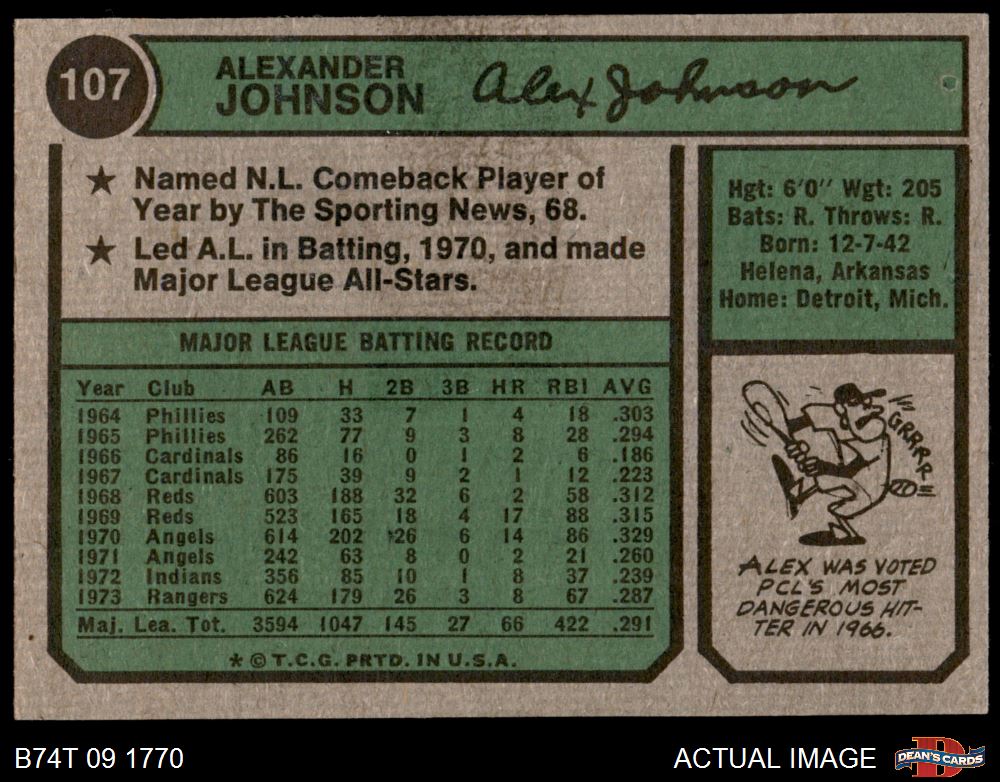 107
ALEXANDER
JOHNSON
Alex Johnson
★ Named N.L. Comeback Player of
Year by The Sporting News, 68.
★ Led A.L. in Batting, 1970, and made
Major League All-Stars.
Hgt: 6'0" Wgt: 205
Bats: R. Throws: R.
Born: 12-7-42
Helena, Arkansas
Home: Detroit, Mich.
MAJOR LEAGUE BATTING RECORD
Year Club AB H 2B 3B HR RBI AVG
1964 Phillies 109 33 7 1 4 18 .303
1965 Phillies 262 77 9 3 8 28 .294
1966 Cardinals 86 16 0 1 2 6 .186
1967 Cardinals 175 39 9 2 1 12 .223
1968 Reds 603 188 32 6 2 58 .312
1969 Reds 523 165 18 4 17 88 .315
1970 Angels 614 202 26 6 14 86 .329
1971 Angels 242 63 8 0 2 21 .260
1972 Indians 356 85 10 1 8 37 .239
1973 Rangers 624 179 26 3 8 67 .287
Maj. Lea. Tot. 3594 1047 145 27 66 422 .291
* © T.C.G. PRTD. IN U.S.A.
GRRRR
ALEX WAS VOTED
PCL'S MOST
DANGEROUS HIT-
TER IN 1966.
B74T 09 1770
ACTUAL IMAGE
D
DEAN'S CARDS